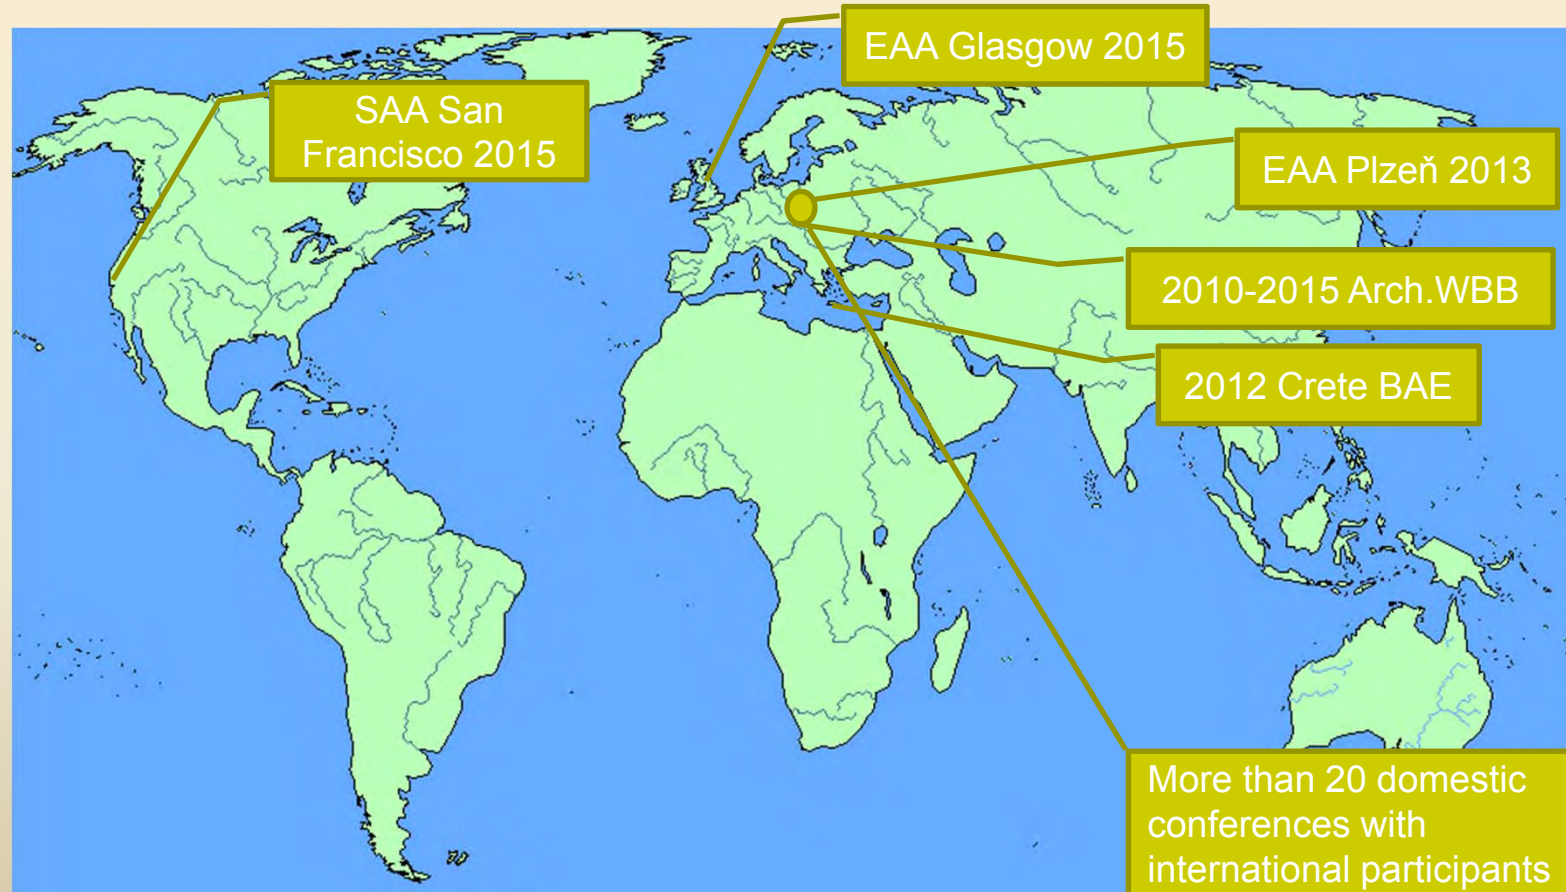 EAA Glasgow 2015
SAA San
Francisco 2015
EAA Plzeň 2013
2010-2015 Arch.WBB
2012 Crete BAE
More than 20 domestic
conferences with
international participants